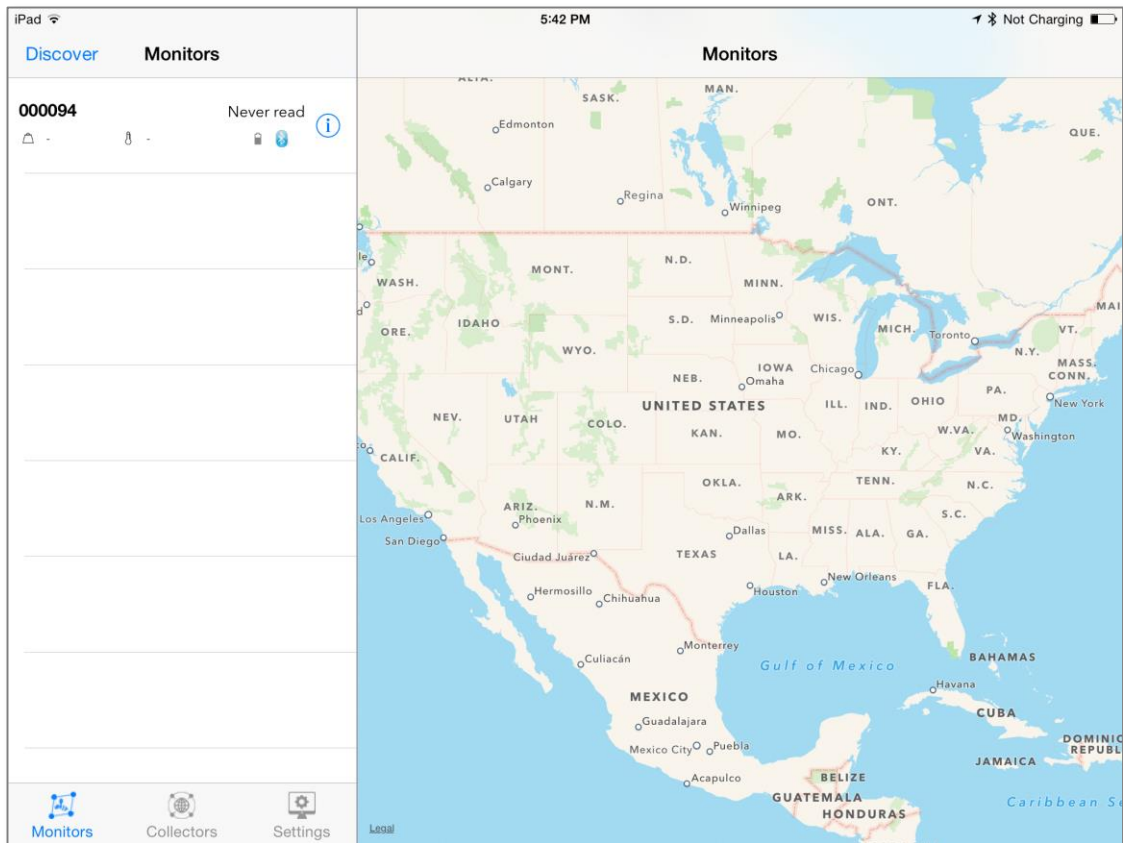 iPad
5:42 PM
Not Charging
Discover
Monitors
Monitors
000094
Never read
-
-
Monitors
Collectors
Settings
SASK.
MAN.
Edmonton
QUE.
Calgary
Regina
Winnipeg
ONT.
WASH.
MONT.
N.D.
MINN.
MAI
ORE.
IDAHO
S.D.
Minneapolis
WIS.
MICH.
Toronto
VT.
WYO.
N.Y.
MASS.
CONN.
NEB.
IOWA
Omaha
Chicago
PA.
New York
NEV.
UTAH
COLO.
UNITED STATES
ILL.
IND.
OHIO
MD.
Washington
W.VA.
VA.
CALIF.
KAN.
MO.
KY.
OKLA.
ARK.
TENN.
N.C.
Los Angeles
ARIZ.
Phoenix
N.M.
S.C.
San Diego
Dallas
MISS.
ALA.
GA.
Ciudad Juárez
TEXAS
LA.
Hermosillo
Chihuahua
Houston
New Orleans
FLA.
Monterrey
Culiacán
Gulf of Mexico
BAHAMAS
Havana
MEXICO
CUBA
Guadalajara
Mexico City
Puebla
DOMINIC
REPUBL
JAMAICA
Acapulco
BELIZE
GUATEMALA
HONDURAS
Caribbean Se
Legal